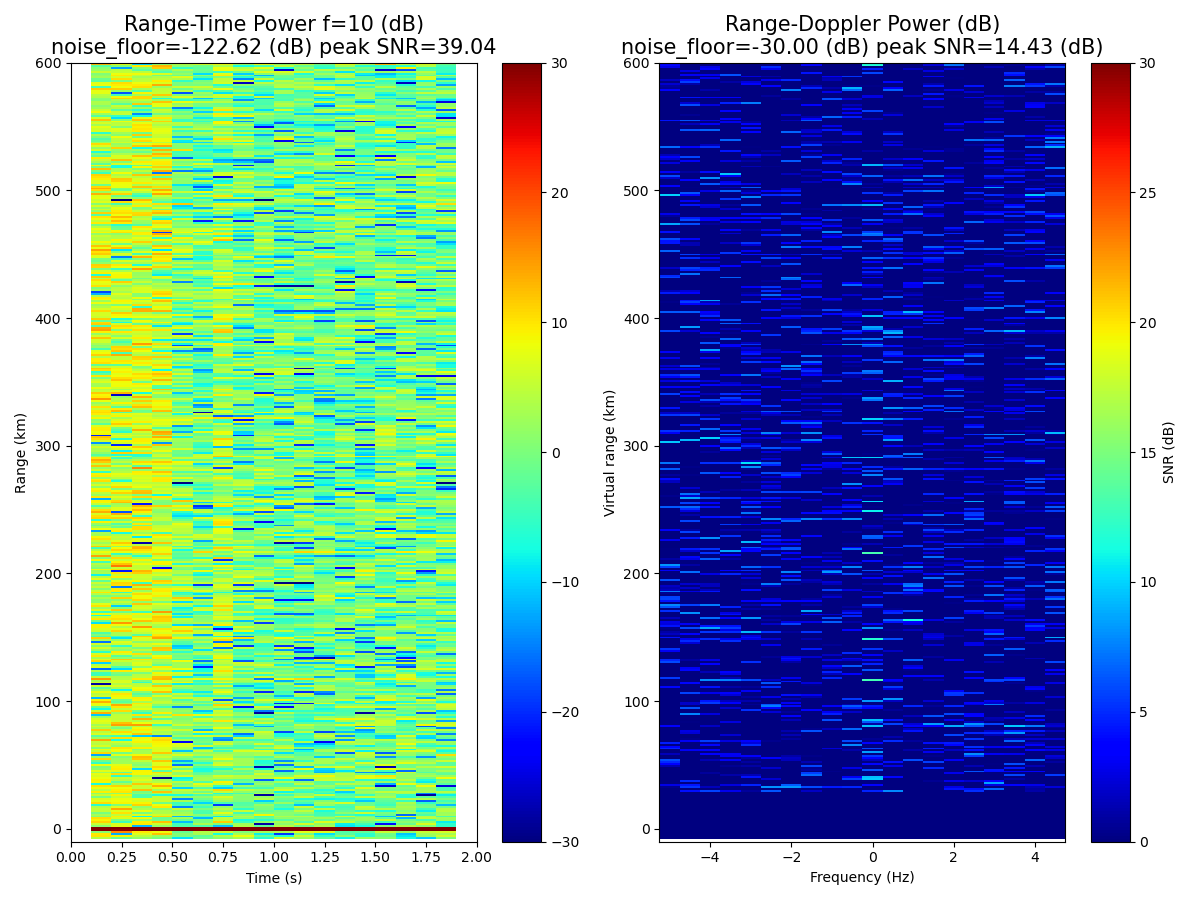 Range-Time Power f=10 (dB)
noise_floor=-122.62 (dB) peak SNR=39.04
600
500
400
300
200
100
0
Range (km)
0.00 0.25 0.50 0.75 1.00 1.25 1.50 1.75 2.00
Time (s)
30
20
10
0
−10
−20
−30
Range-Doppler Power (dB)
noise_floor=-30.00 (dB) peak SNR=14.43 (dB)
600
500
400
300
200
100
0
Virtual range (km)
−4 −2 0 2 4
Frequency (Hz)
30
25
20
15
10
5
0
SNR (dB)